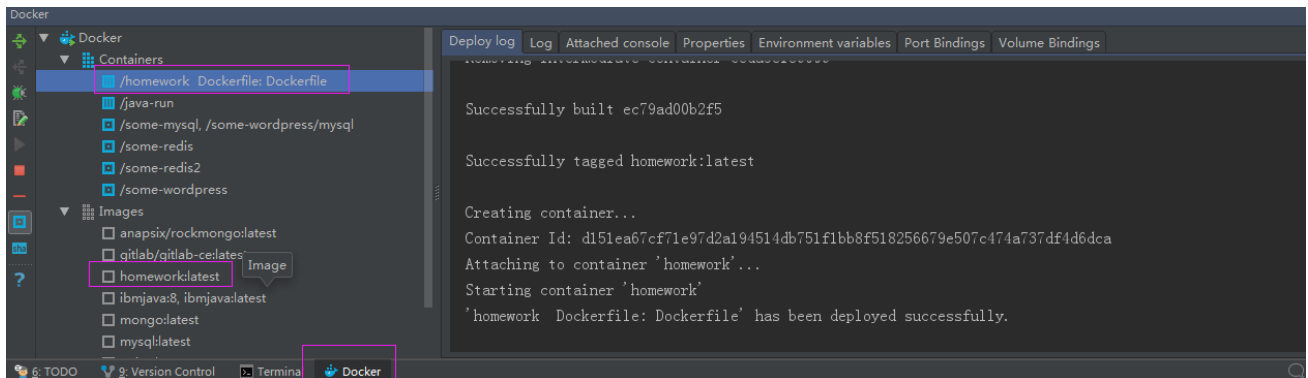 Docker
Docker
Containers
/homework Dockerfile: Dockerfile
/java-run
/some-mysql, /some-wordpress/mysql
/some-redis
/some-redis2
/some-wordpress
Images
anapsix/rockmongo:latest
gitlab/gitlab-ce:latest
Image
homework:latest
ibmjava:8, ibmjava:latest
mongo:latest
mysql:latest
sha
?
Deploy log Log Attached console Properties Environment variables Port Bindings Volume Bindings
Removing intermediate container
Successfully built ec79ad00b2f5
Successfully tagged homework:latest
Creating container...
Container Id: d151ea67cf71e97d2a194514db751f1bb8f518256679e507c474a737df4d6dca
Attaching to container 'homework'...
Starting container 'homework'
'homework Dockerfile: Dockerfile' has been deployed successfully.
6: TODO 9: Version Control Termina Docker